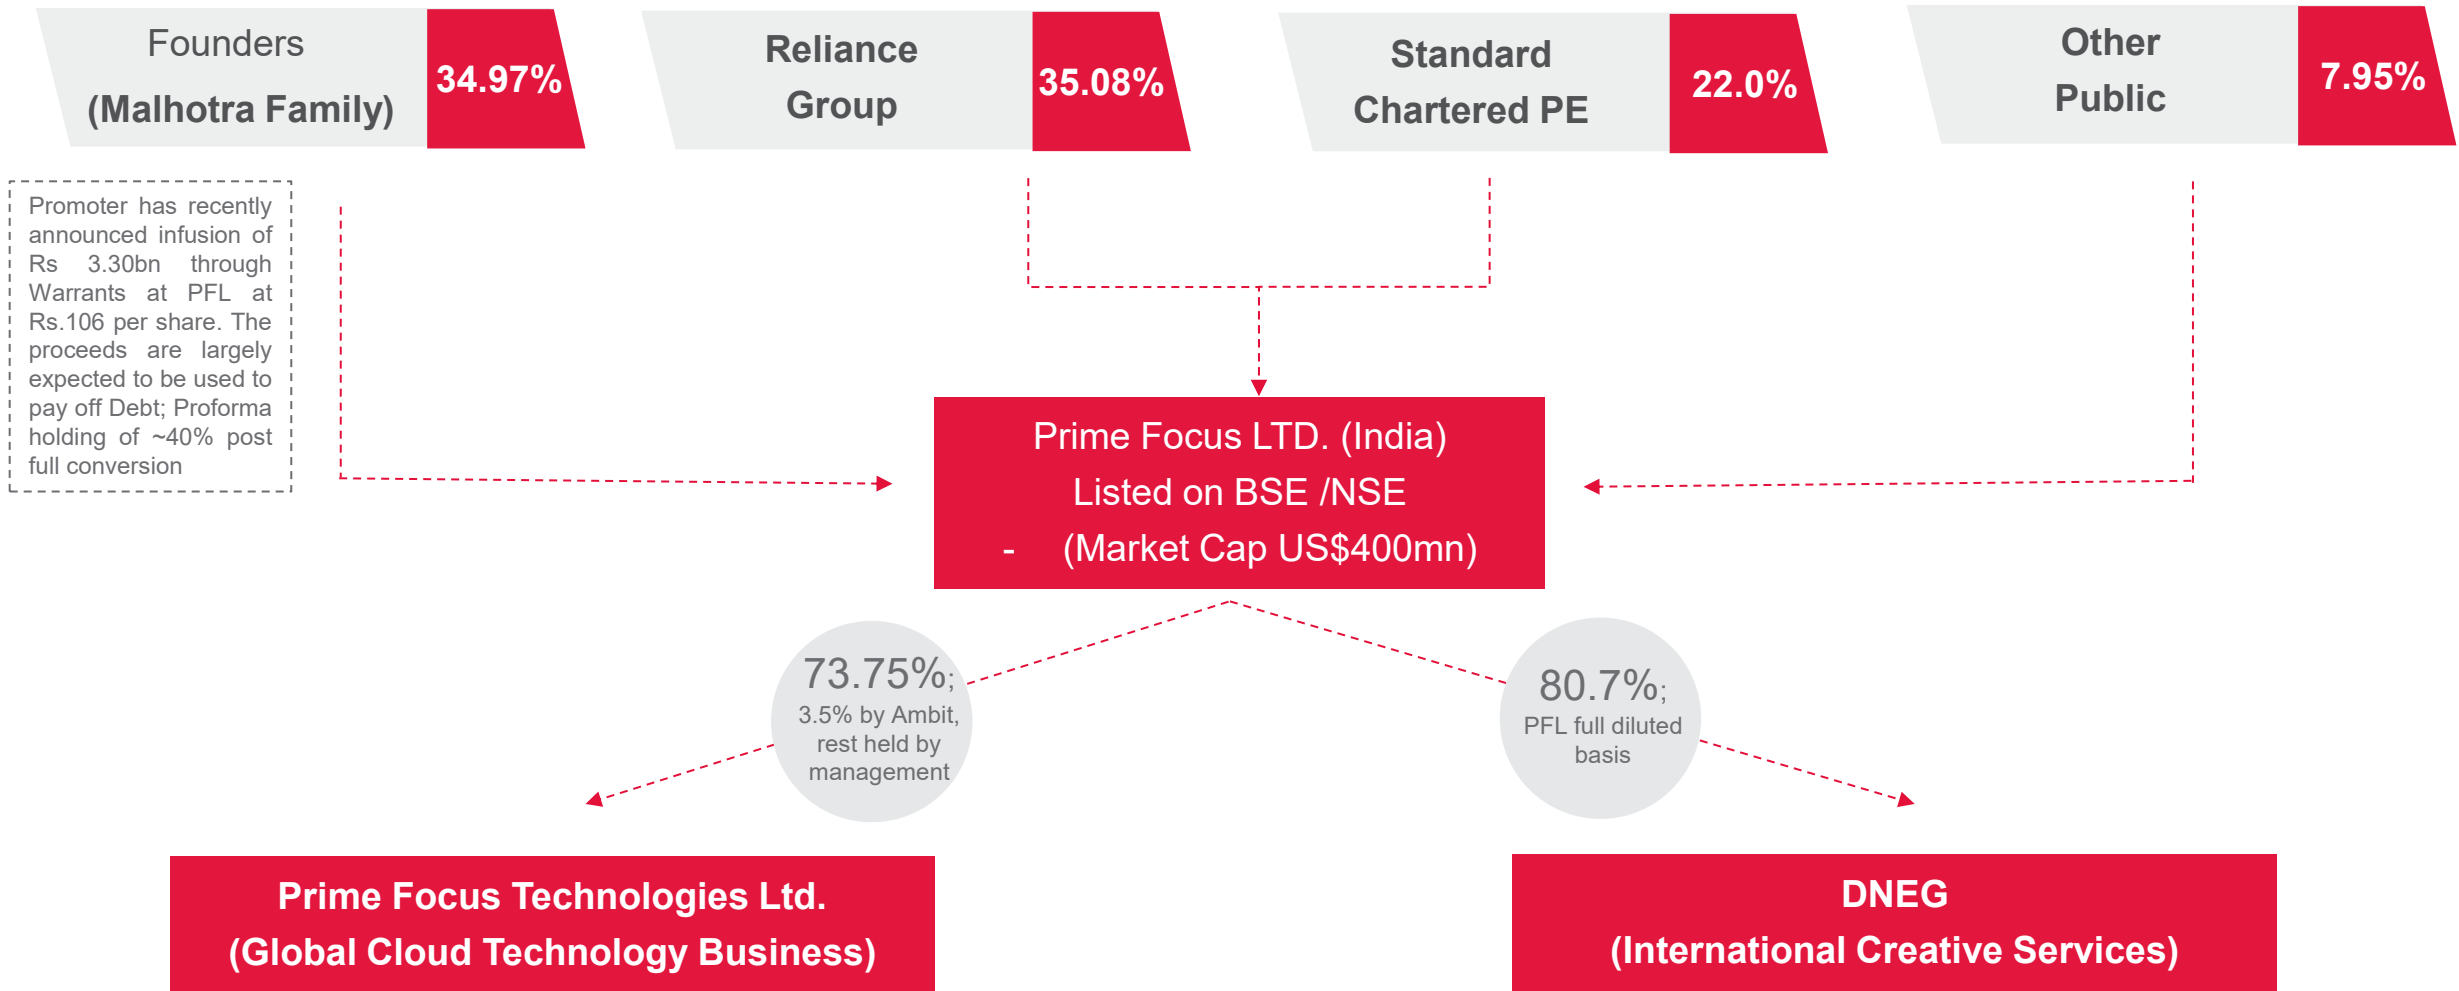 Founders
(Malhotra Family)
34.97%
Reliance
Group
35.08%
Standard
Chartered PE
22.0%
Other
Public
7.95%
Promoter has recently
announced infusion of
Rs 3.30bn through
Warrants at PFL at
Rs.106 per share. The
proceeds are largely
expected to be used to
pay off Debt; Proforma
holding of ~40% post
full conversion
Prime Focus LTD. (India)
Listed on BSE /NSE
- (Market Cap US$400mn)
73.75%;
3.5% by Ambit,
rest held by
management
80.7%;
PFL full diluted
basis
Prime Focus Technologies Ltd.
(Global Cloud Technology Business)
DNEG
(International Creative Services)